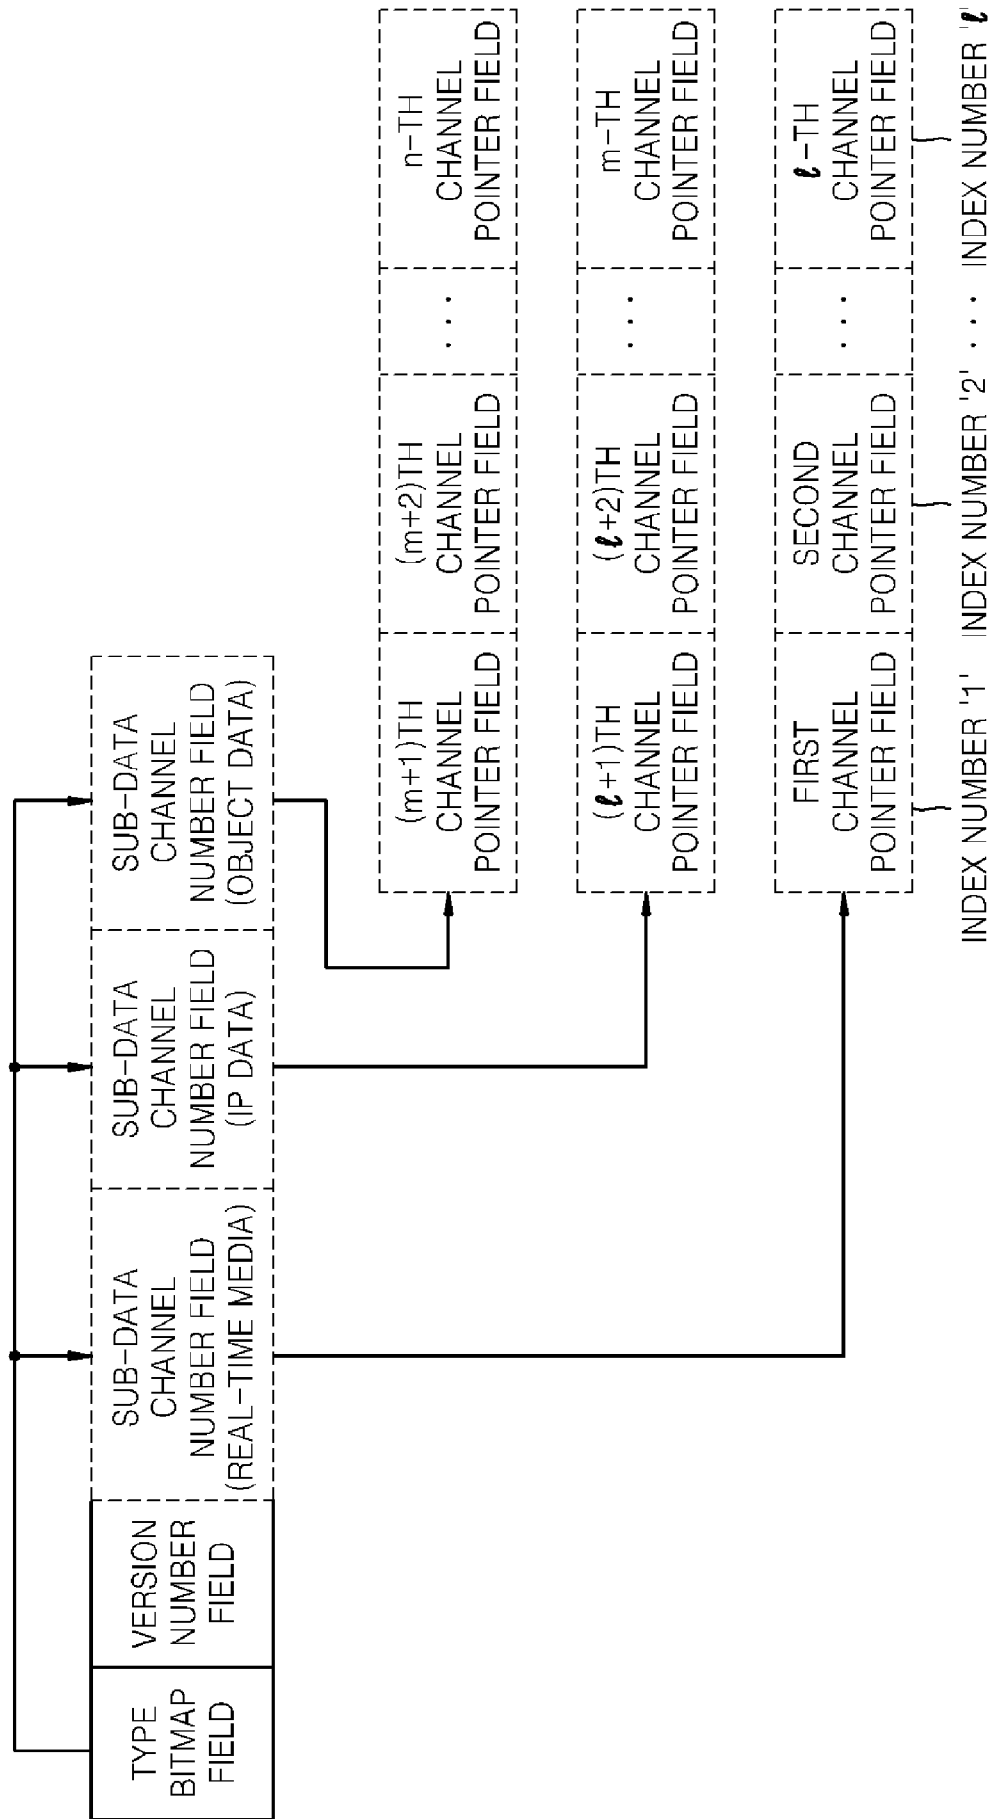 TYPE
BITMAP
FIELD
VERSION
NUMBER
FIELD
SUB-DATA
CHANNEL
NUMBER FIELD
(REAL-TIME MEDIA)
SUB-DATA
CHANNEL
NUMBER FIELD
(IP DATA)
SUB-DATA
CHANNEL
NUMBER FIELD
(OBJECT DATA)
(m+1)TH
CHANNEL
POINTER FIELD
(m+2)TH
CHANNEL
POINTER FIELD
...
n-TH
CHANNEL
POINTER FIELD
(ℓ+1)TH
CHANNEL
POINTER FIELD
(ℓ+2)TH
CHANNEL
POINTER FIELD
...
m-TH
CHANNEL
POINTER FIELD
FIRST
CHANNEL
POINTER FIELD
SECOND
CHANNEL
POINTER FIELD
...
ℓ-TH
CHANNEL
POINTER FIELD
INDEX NUMBER '1' INDEX NUMBER '2' ... INDEX NUMBER 'ℓ'